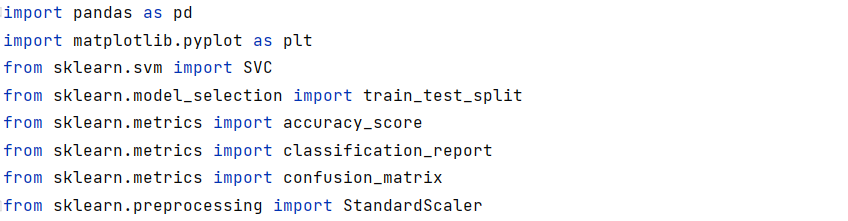 import pandas as pd
import matplotlib.pyplot as plt
from sklearn.svm import SVC
from sklearn.model_selection import train_test_split
from sklearn.metrics import accuracy_score
from sklearn.metrics import classification_report
from sklearn.metrics import confusion_matrix
from sklearn.preprocessing import StandardScaler